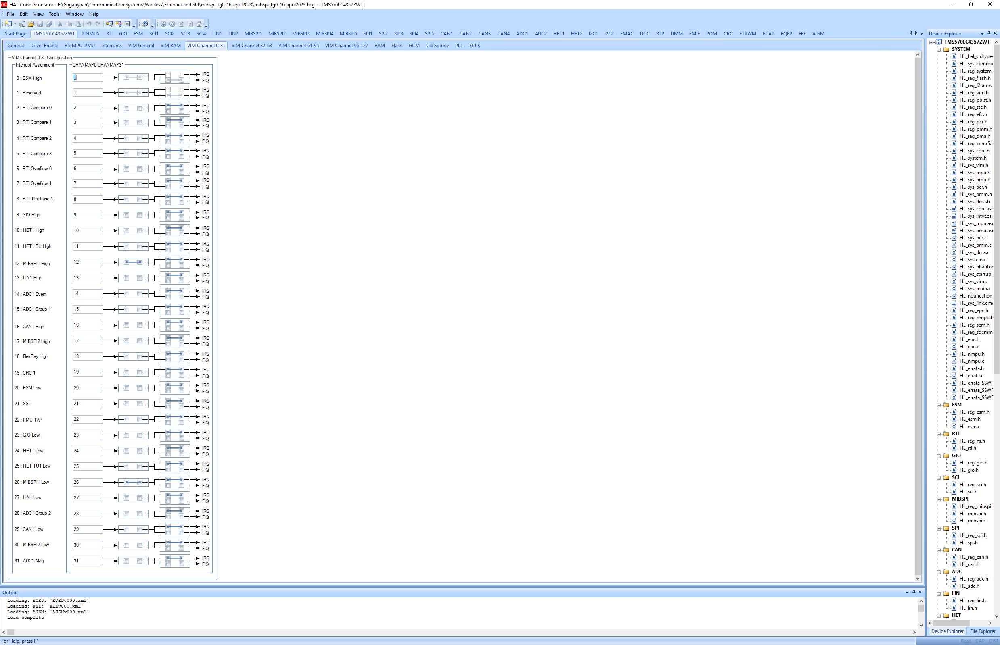 HAL Code Generator - E:\Gaganyaan\Communication Systems\Wireless\Ethernet and SPI\mibspi_tg0_16_april2023\mibspi_tg0_16_april2023.hcg - [TMS570LC4357ZWT]
File Edit View Tools Window Help
Start Page TMS570LC4357ZWT PINMUX RTI GIO ESM SCI1 SCI2 SCI3 SCI4 LIN1 LIN2 MIBSPI1 MIBSPI2 MIBSPI3 MIBSPI4 MIBSPI5 SPI1 SPI2 SPI3 SPI4 SPI5 CAN1 CAN2 CAN3 CAN4 ADC1 ADC2 HET1 HET2 I2C1 I2C2 EMAC DCC RTP DMM EMIF POM CRC ETPWM ECAP EQEP FEE AJSM
General Driver Enable R5-MPU-PMU Interrupts VIM General VIM RAM VIM Channel 0-31 VIM Channel 32-63 VIM Channel 64-95 VIM Channel 96-127 RAM Flash GCM Clk Source PLL ECLK
VIM Channel 0-31 Configuration
Interrupt Assignment CHANMAP0-CHANMAP31
0 : ESM High 0 IRQ FIQ
1 : Reserved 1 IRQ FIQ
2 : RTI Compare 0 2 IRQ FIQ
3 : RTI Compare 1 3 IRQ FIQ
4 : RTI Compare 2 4 IRQ FIQ
5 : RTI Compare 3 5 IRQ FIQ
6 : RTI Overflow 0 6 IRQ FIQ
7 : RTI Overflow 1 7 IRQ FIQ
8 : RTI Timebase 1 8 IRQ FIQ
9 : GIO High 9 IRQ FIQ
10 : HET1 High 10 IRQ FIQ
11 : HET1 TU High 11 IRQ FIQ
12 : MIBSPI1 High 12 IRQ FIQ
13 : LIN1 High 13 IRQ FIQ
14 : ADC1 Event 14 IRQ FIQ
15 : ADC1 Group 1 15 IRQ FIQ
16 : CAN1 High 16 IRQ FIQ
17 : MIBSPI2 High 17 IRQ FIQ
18 : FlexRay High 18 IRQ FIQ
19 : CRC 1 19 IRQ FIQ
20 : ESM Low 20 IRQ FIQ
21 : SSI 21 IRQ FIQ
22 : PMU TAP 22 IRQ FIQ
23 : GIO Low 23 IRQ FIQ
24 : HET1 Low 24 IRQ FIQ
25 : HET TU1 Low 25 IRQ FIQ
26 : MIBSPI1 Low 26 IRQ FIQ
27 : LIN1 Low 27 IRQ FIQ
28 : ADC1 Group 2 28 IRQ FIQ
29 : CAN1 Low 29 IRQ FIQ
30 : MIBSPI2 Low 30 IRQ FIQ
31 : ADC1 Mag 31 IRQ FIQ
Output
Loading: EQEP: 'EQEPv000.xml'
Loading: FEE: 'FEEv000.xml'
Loading: AJSM: 'AJSMv000.xml'
Load complete
Device Explorer
TMS570LC4357ZWT
SYSTEM
HL_hal_stdtypes
HL_sys_commo
HL_reg_system.
HL_reg_flash.h
HL_reg_l2ramw.
HL_reg_vim.h
HL_reg_pbist.h
HL_reg_stc.h
HL_reg_efc.h
HL_reg_pcr.h
HL_reg_pmm.h
HL_reg_dma.h
HL_reg_ccmr5.h
HL_sys_core.h
HL_system.h
HL_sys_vim.h
HL_sys_mpu.h
HL_sys_pmu.h
HL_sys_pcr.h
HL_sys_pmm.h
HL_sys_dma.h
HL_sys_core.asm
HL_sys_intvecs.a
HL_sys_mpu.asm
HL_sys_pmu.asm
HL_sys_pcr.c
HL_sys_pmm.c
HL_sys_dma.c
HL_system.c
HL_sys_phantom
HL_sys_startup.c
HL_sys_vim.c
HL_sys_main.c
HL_notification.
HL_sys_link.cmd
HL_reg_epc.h
HL_reg_nmpu.h
HL_reg_scm.h
HL_reg_sdcmm
HL_epc.h
HL_epc.c
HL_nmpu.h
HL_nmpu.c
HL_errata.h
HL_errata.c
HL_errata_SSWF
HL_errata_SSWF
HL_errata_SSWF
ESM
HL_reg_esm.h
HL_esm.h
HL_esm.c
RTI
HL_reg_rti.h
HL_rti.h
GIO
HL_reg_gio.h
HL_gio.h
SCI
HL_reg_sci.h
HL_sci.h
MIBSPI
HL_reg_mibspi.h
HL_mibspi.h
HL_mibspi.c
SPI
HL_reg_spi.h
HL_spi.h
CAN
HL_reg_can.h
HL_can.h
ADC
HL_reg_adc.h
HL_adc.h
LIN
HL_reg_lin.h
HL_lin.h
HET
Device Explorer File Explorer
For Help, press F1
Read CAP OVR